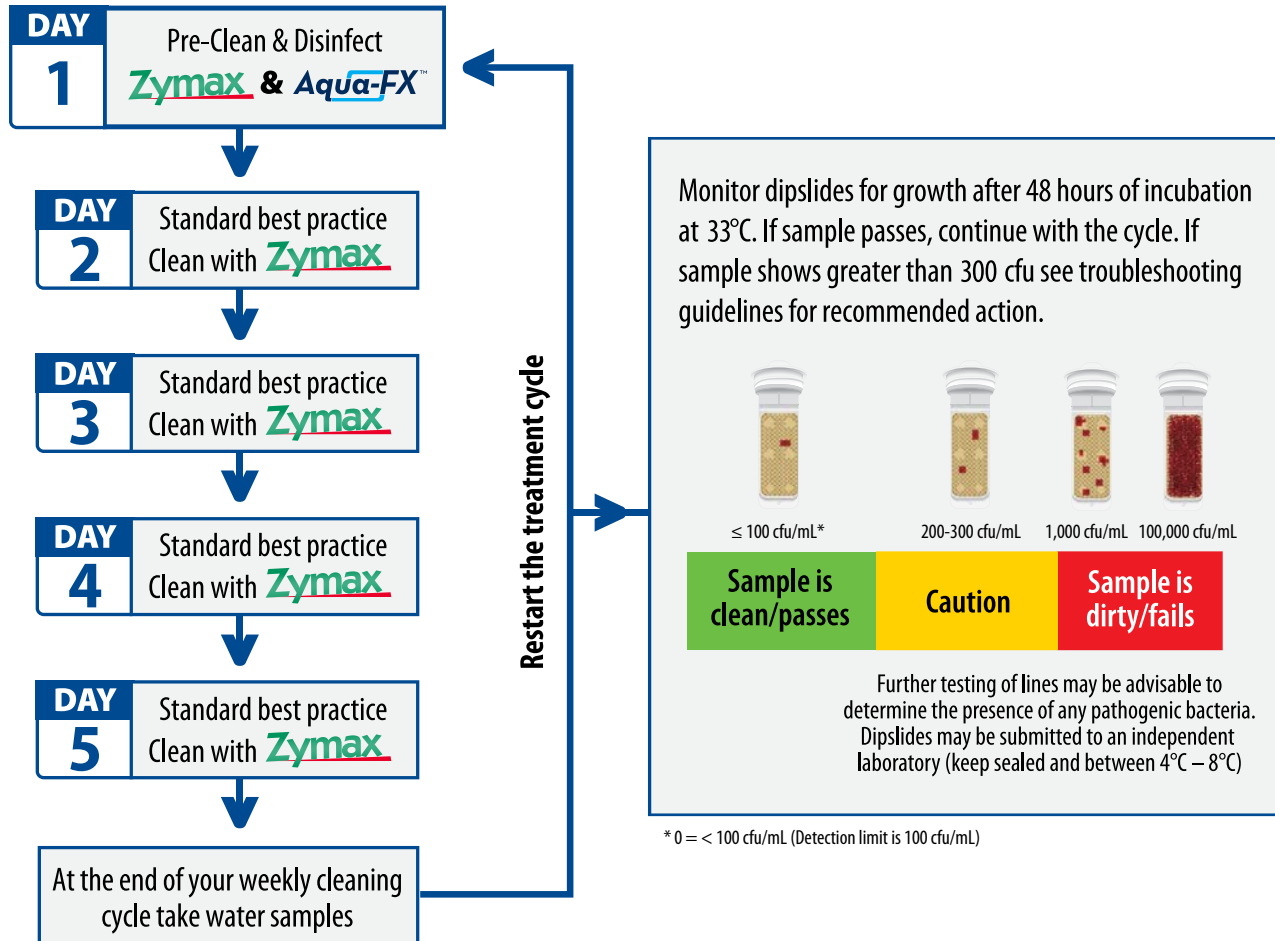 DAY
1
Pre-Clean & Disinfect
Zymax & Aqua-FX™
DAY
2
Standard best practice
Clean with Zymax
DAY
3
Standard best practice
Clean with Zymax
DAY
4
Standard best practice
Clean with Zymax
DAY
5
Standard best practice
Clean with Zymax
At the end of your weekly cleaning
cycle take water samples
Restart the treatment cycle
Monitor dipslides for growth after 48 hours of incubation
at 33°C. If sample passes, continue with the cycle. If
sample shows greater than 300 cfu see troubleshooting
guidelines for recommended action.
≤ 100 cfu/mL*
200-300 cfu/mL
1,000 cfu/mL
100,000 cfu/mL
Sample is
clean/passes
Caution
Sample is
dirty/fails
Further testing of lines may be advisable to
determine the presence of any pathogenic bacteria.
Dipslides may be submitted to an independent
laboratory (keep sealed and between 4°C – 8°C)
* 0 = < 100 cfu/mL (Detection limit is 100 cfu/mL)